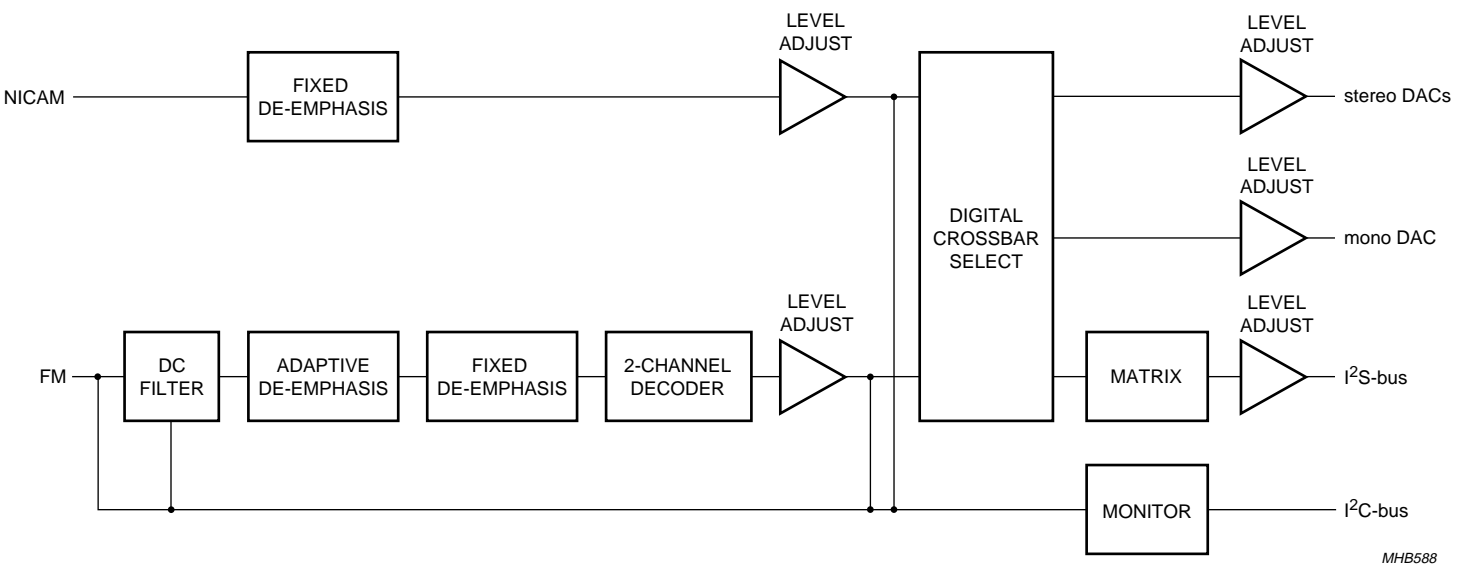 LEVEL
ADJUST
LEVEL
ADJUST
NICAM
FIXED
DE-EMPHASIS
stereo DACs
LEVEL
ADJUST
DIGITAL
CROSSBAR
SELECT
mono DAC
LEVEL
ADJUST
LEVEL
ADJUST
FM
DC
FILTER
ADAPTIVE
DE-EMPHASIS
FIXED
DE-EMPHASIS
2-CHANNEL
DECODER
MATRIX
I²S-bus
MONITOR
I²C-bus
MHB588